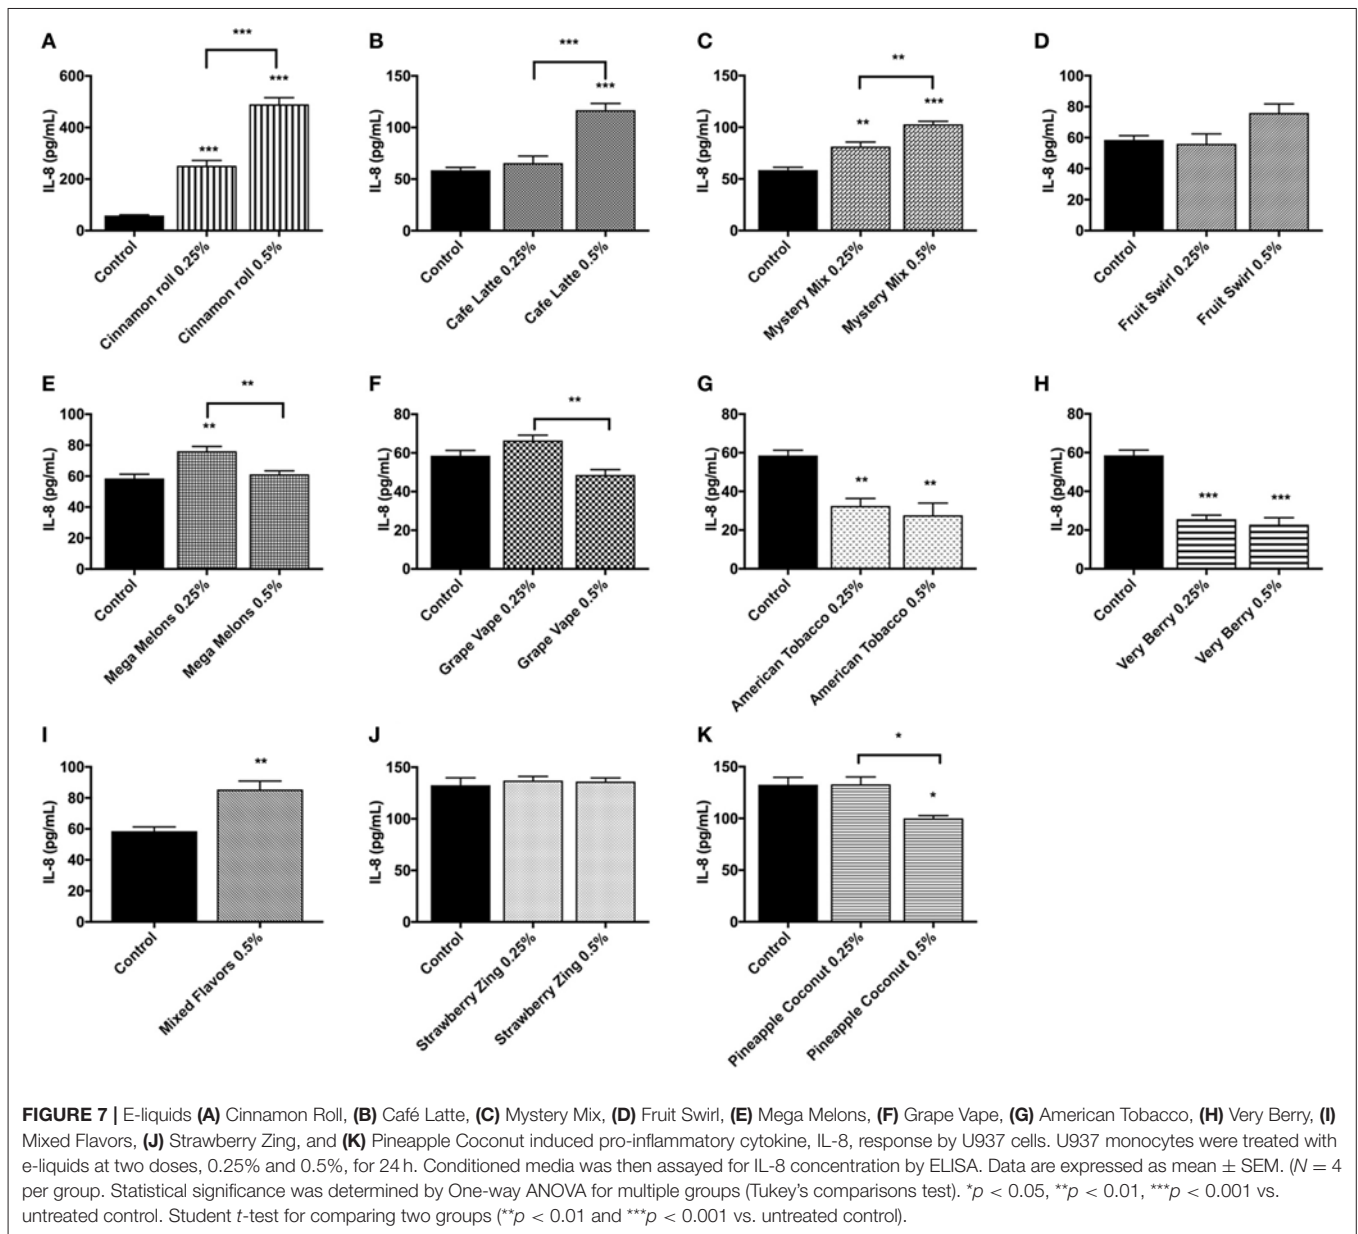 A
***
***
***
600
400
200
0
IL-8 (pg/mL)
Control
Cinnamon roll 0.25%
Cinnamon roll 0.5%
B
***
***
150
100
50
0
IL-8 (pg/mL)
Control
Cafe Latte 0.25%
Cafe Latte 0.5%
C
**
**
***
150
100
50
0
IL-8 (pg/mL)
Control
Mystery Mix 0.25%
Mystery Mix 0.5%
D
100
80
60
40
20
0
IL-8 (pg/mL)
Control
Fruit Swirl 0.25%
Fruit Swirl 0.5%
E
**
**
100
80
60
40
20
0
IL-8 (pg/mL)
Control
Mega Melons 0.25%
Mega Melons 0.5%
F
**
80
60
40
20
0
IL-8 (pg/mL)
Control
Grape Vape 0.25%
Grape Vape 0.5%
G
**
**
80
60
40
20
0
IL-8 (pg/mL)
Control
American Tobacco 0.25%
American Tobacco 0.5%
H
***
***
80
60
40
20
0
IL-8 (pg/mL)
Control
Very Berry 0.25%
Very Berry 0.5%
I
**
100
80
60
40
20
0
IL-8 (pg/mL)
Control
Mixed Flavors 0.5%
J
150
100
50
0
IL-8 (pg/mL)
Control
Strawberry Zing 0.25%
Strawberry Zing 0.5%
K
*
*
150
100
50
0
IL-8 (pg/mL)
Control
Pineapple Coconut 0.25%
Pineapple Coconut 0.5%
FIGURE 7 | E-liquids (A) Cinnamon Roll, (B) Café Latte, (C) Mystery Mix, (D) Fruit Swirl, (E) Mega Melons, (F) Grape Vape, (G) American Tobacco, (H) Very Berry, (I)
Mixed Flavors, (J) Strawberry Zing, and (K) Pineapple Coconut induced pro-inflammatory cytokine, IL-8, response by U937 cells. U937 monocytes were treated with
e-liquids at two doses, 0.25% and 0.5%, for 24 h. Conditioned media was then assayed for IL-8 concentration by ELISA. Data are expressed as mean ± SEM. (N = 4
per group. Statistical significance was determined by One-way ANOVA for multiple groups (Tukey's comparisons test). *p < 0.05, **p < 0.01, ***p < 0.001 vs.
untreated control. Student t-test for comparing two groups (**p < 0.01 and ***p < 0.001 vs. untreated control).